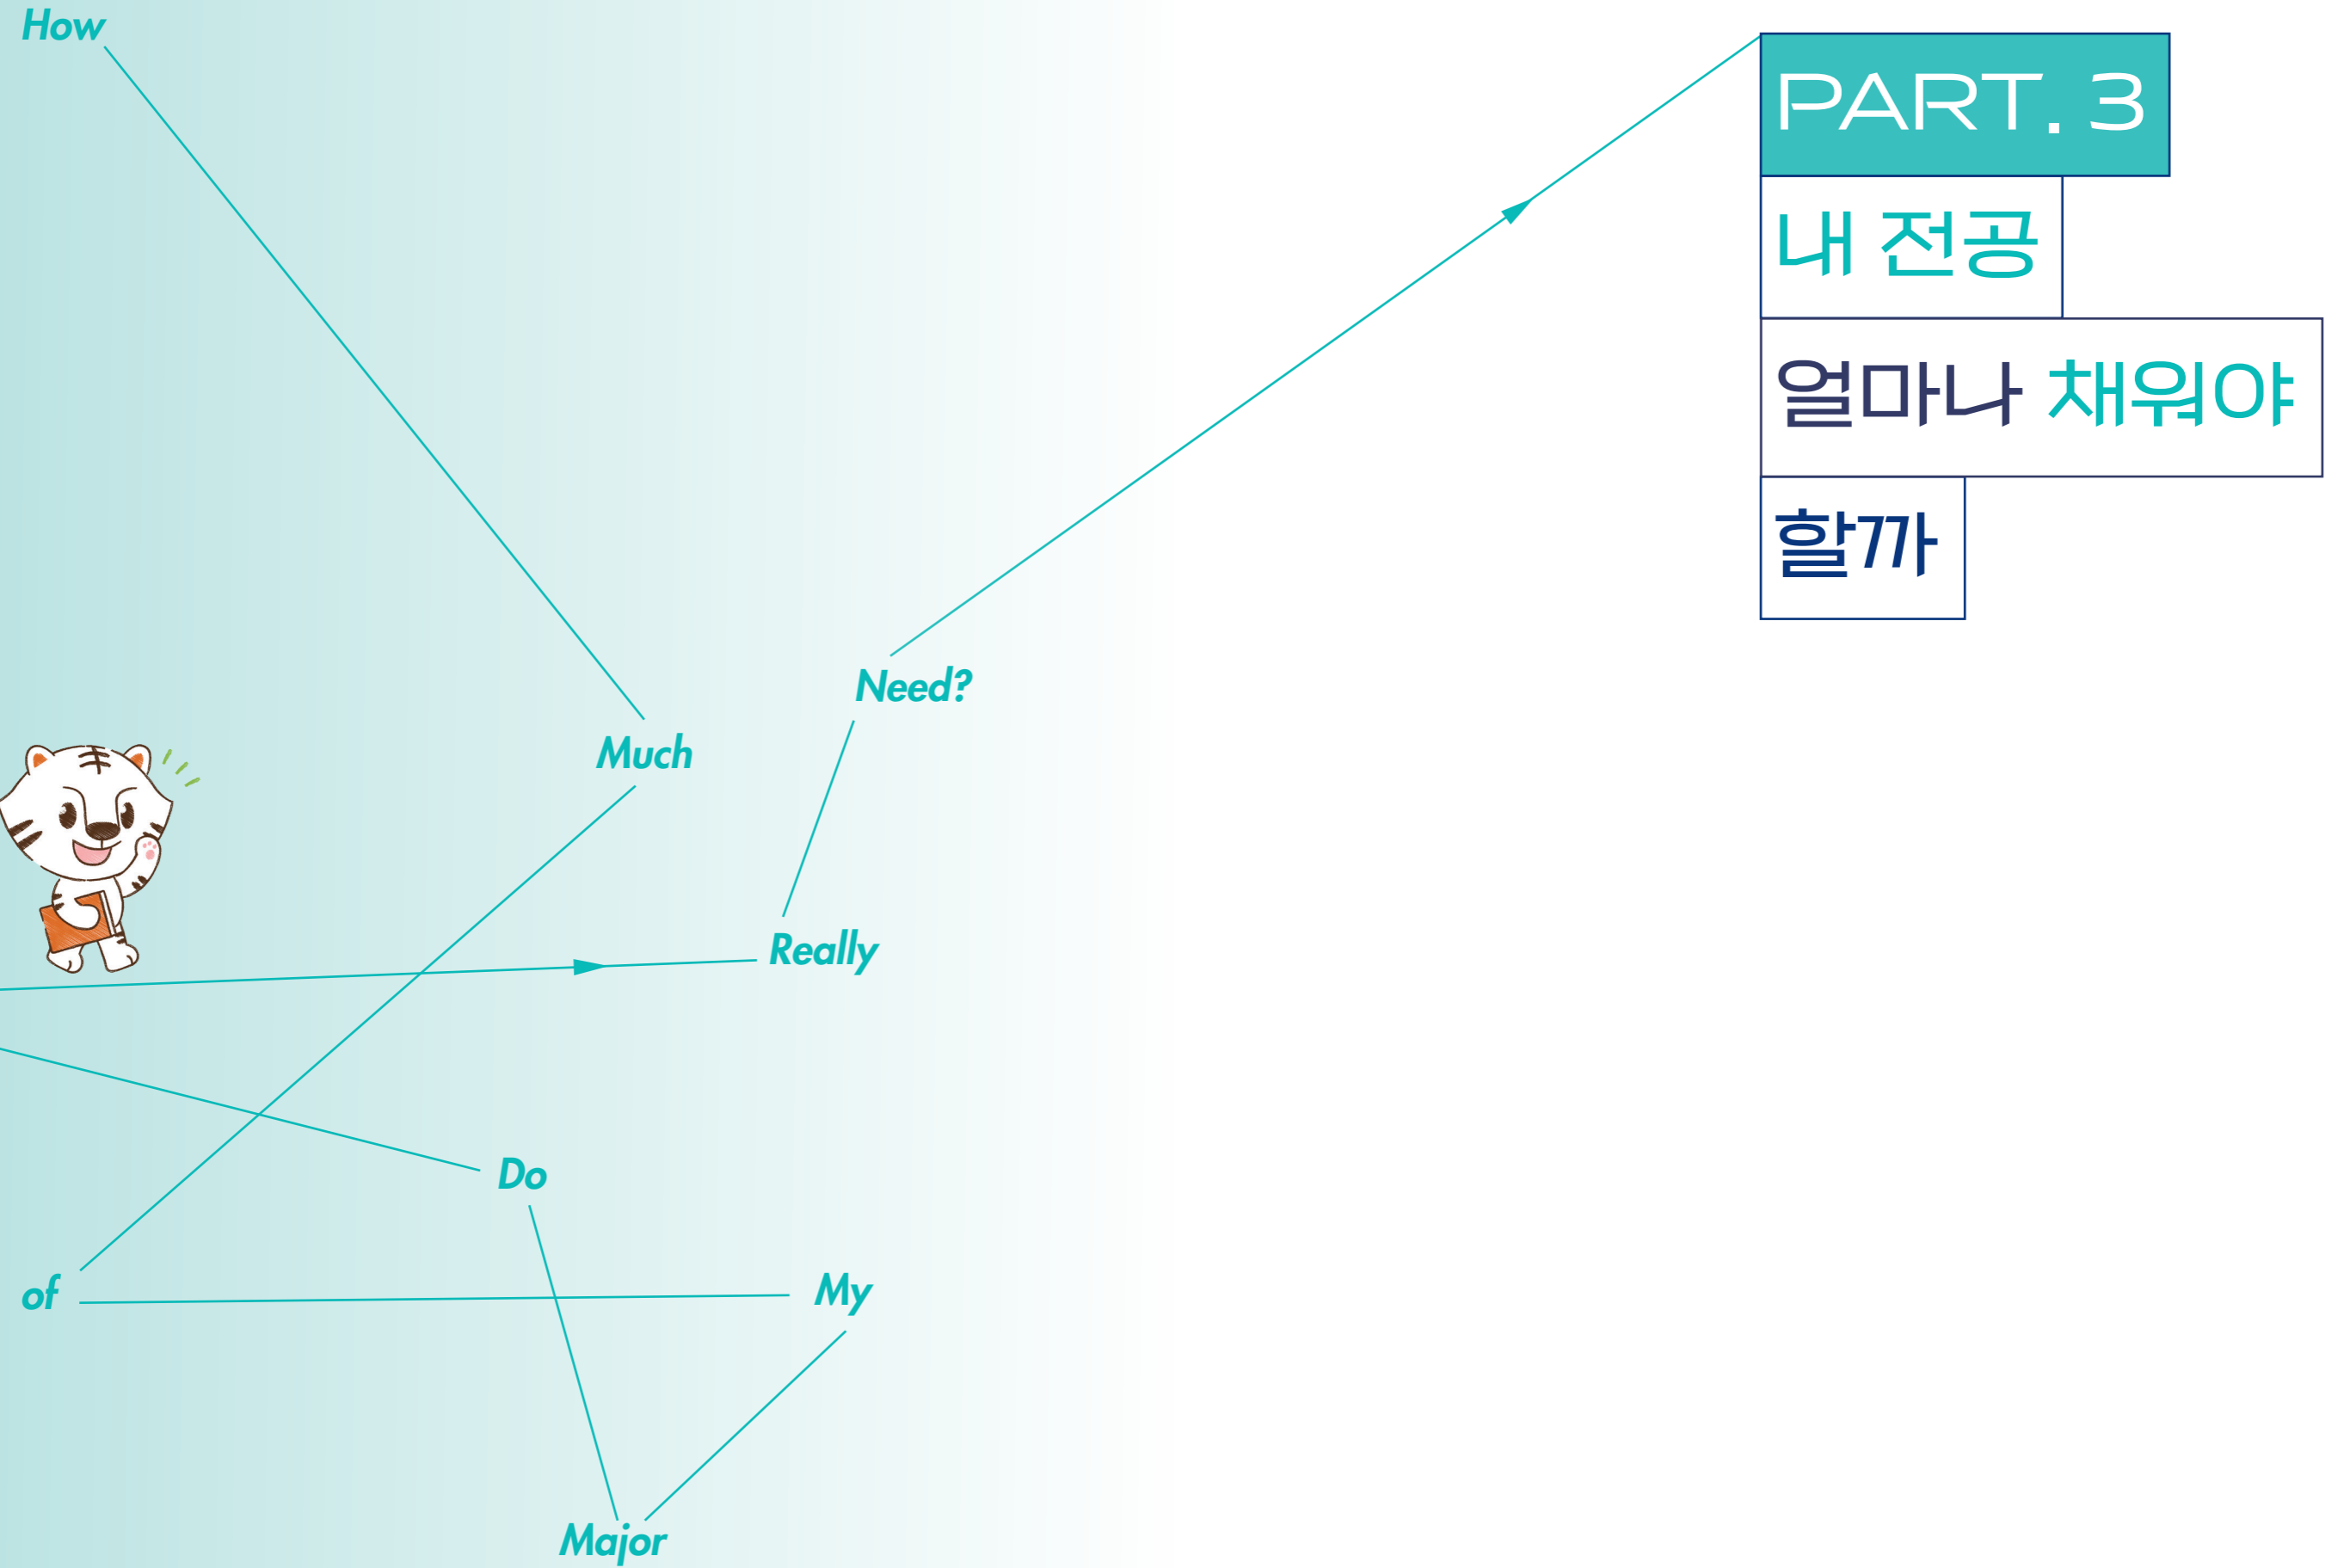 How
Much
of
My
Major
Do
Really
Need?
PART. 3
내 전공
얼마나 채워야
할까